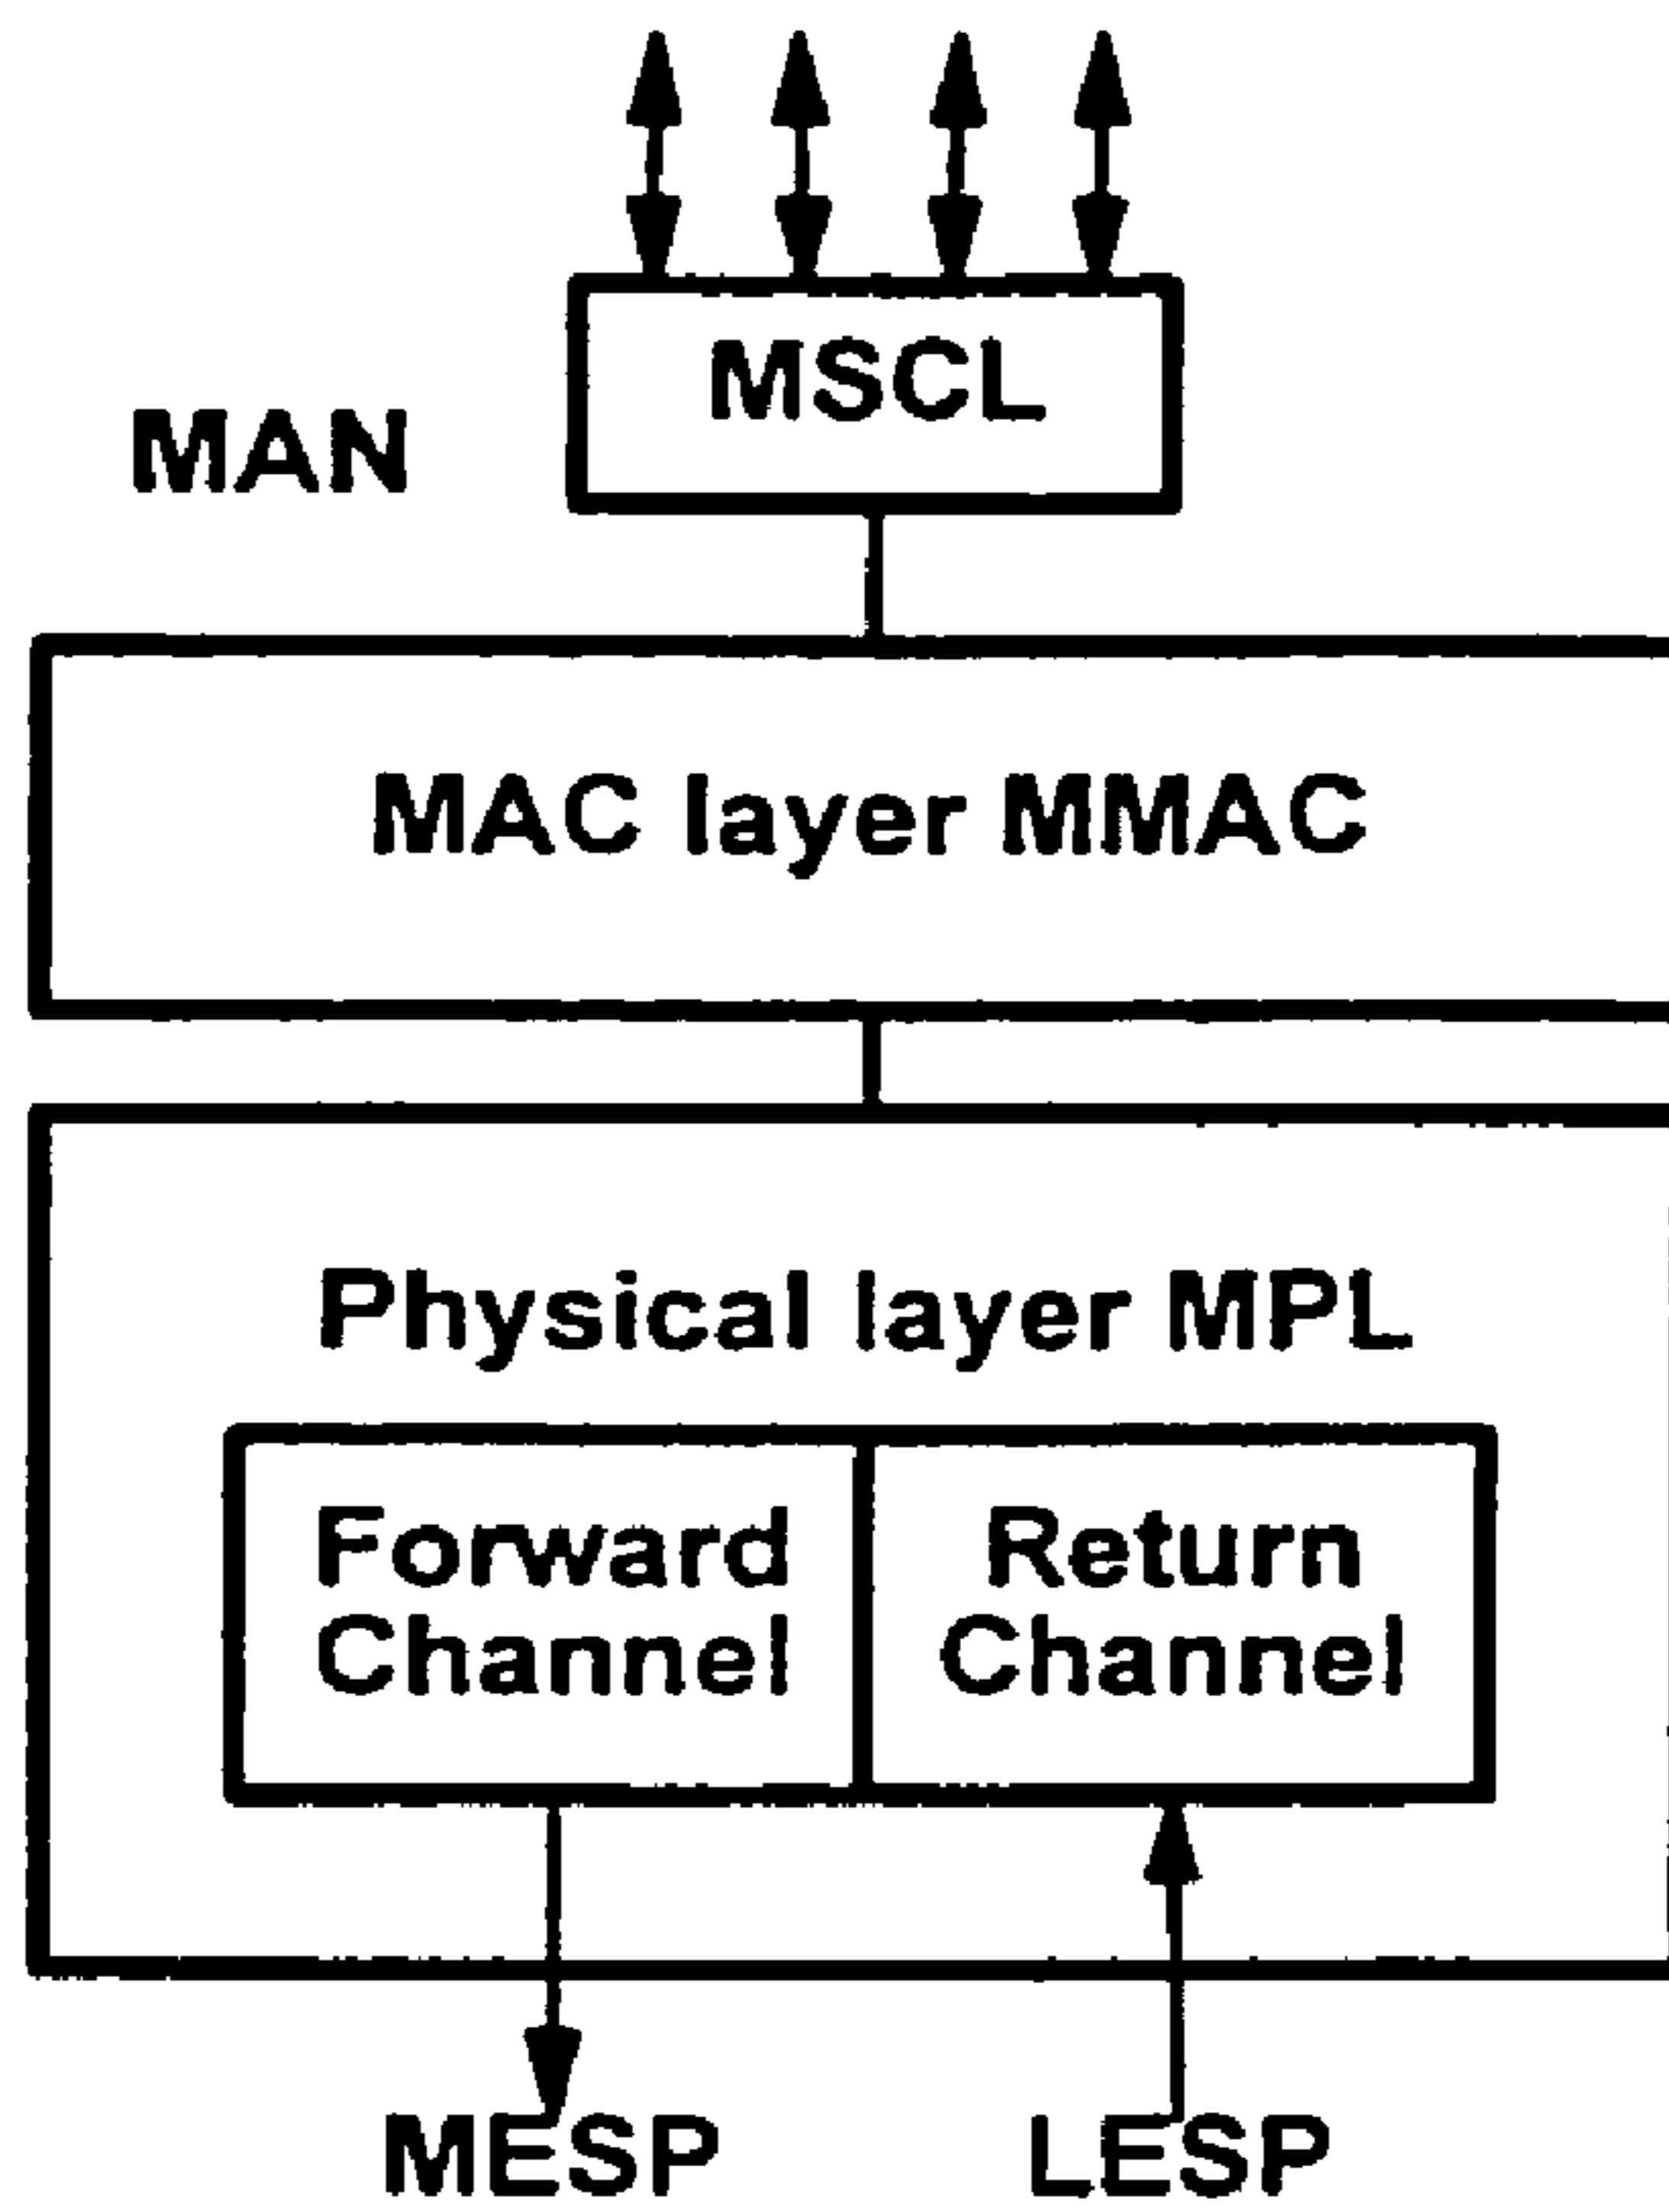 MSCL
MAN
MAC layer MMAC
Physical layer MPL
Forward
Channel
Return
Channel
MESP
LESP